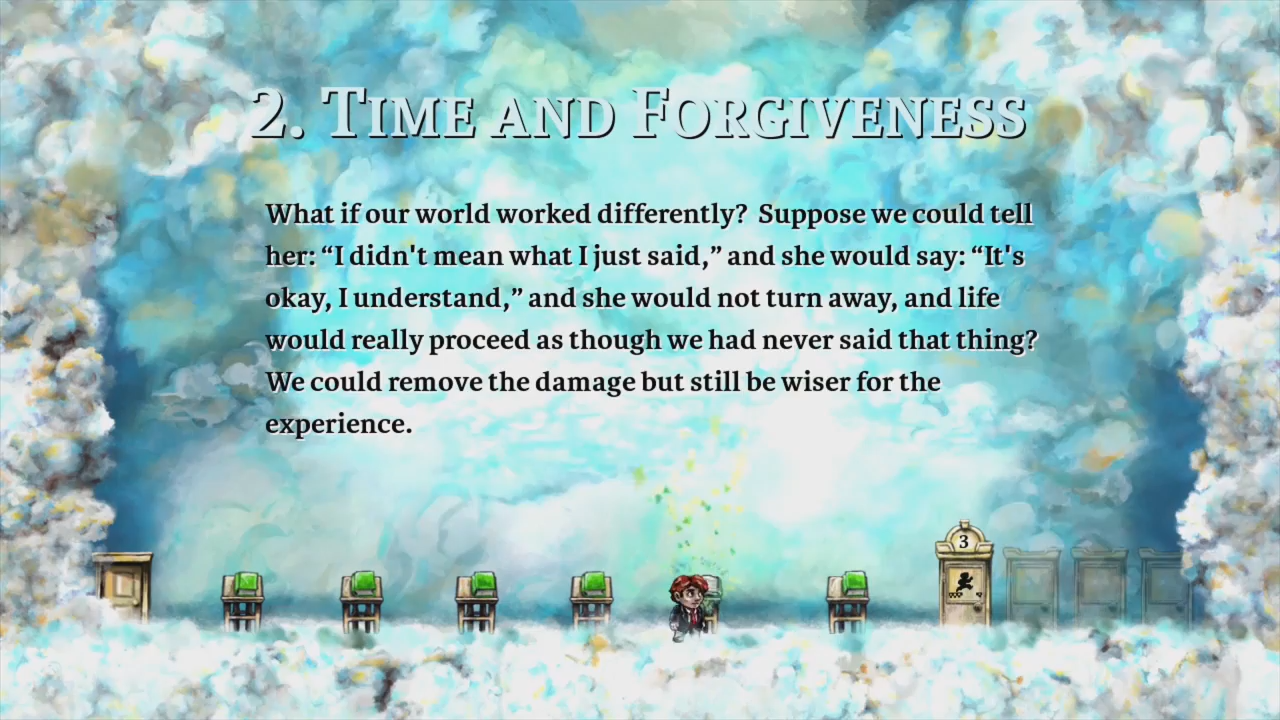 2. Time and Forgiveness
What if our world worked differently? Suppose we could tell
her: “I didn't mean what I just said,” and she would say: “It's
okay, I understand,” and she would not turn away, and life
would really proceed as though we had never said that thing?
We could remove the damage but still be wiser for the
experience.
3